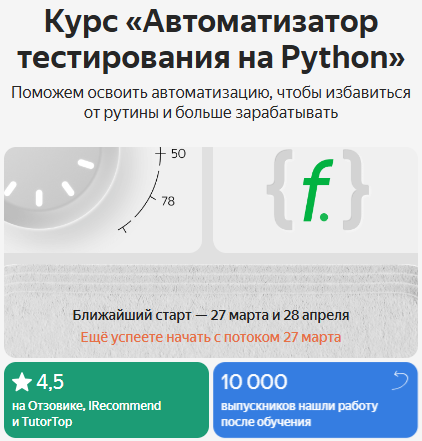 Курс «Автоматизатор
тестирования на Python»
Поможем освоить автоматизацию, чтобы избавиться
от рутины и больше зарабатывать
50
78
{f.}
Ближайший старт — 27 марта и 28 апреля
Ещё успеете начать с потоком 27 марта
4,5
на Отзовике, IRecommend
и TutorTop
10 000
выпускников нашли работу
после обучения